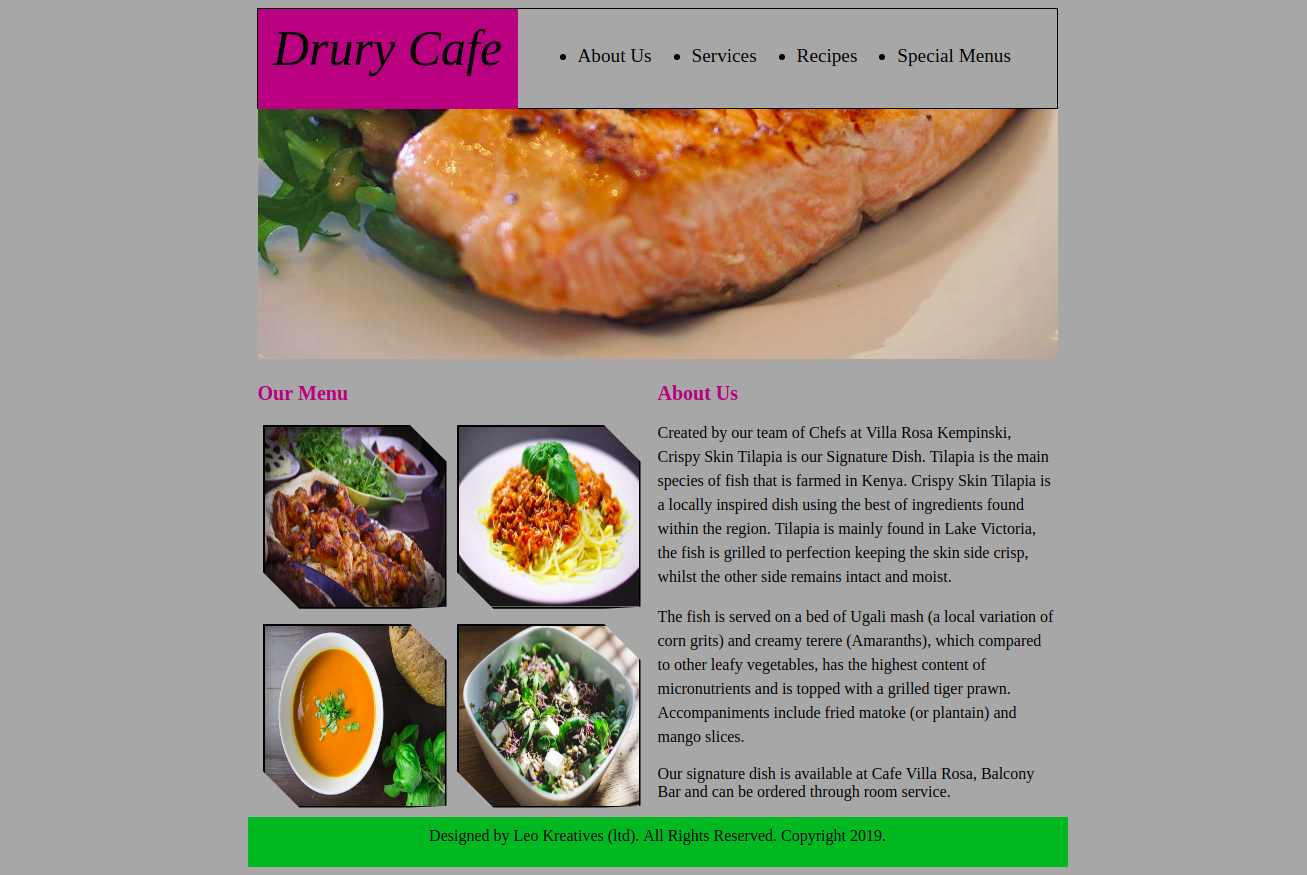 Drury Cafe
About Us
Services
Recipes
Special Menus
Our Menu
About Us
Created by our team of Chefs at Villa Rosa Kempinski,
Crispy Skin Tilapia is our Signature Dish. Tilapia is the main
species of fish that is farmed in Kenya. Crispy Skin Tilapia is
a locally inspired dish using the best of ingredients found
within the region. Tilapia is mainly found in Lake Victoria,
the fish is grilled to perfection keeping the skin side crisp,
whilst the other side remains intact and moist.
The fish is served on a bed of Ugali mash (a local variation of
corn grits) and creamy terere (Amaranths), which compared
to other leafy vegetables, has the highest content of
micronutrients and is topped with a grilled tiger prawn.
Accompaniments include fried matoke (or plantain) and
mango slices.
Our signature dish is available at Cafe Villa Rosa, Balcony
Bar and can be ordered through room service.
Designed by Leo Kreatives (ltd). All Rights Reserved. Copyright 2019.